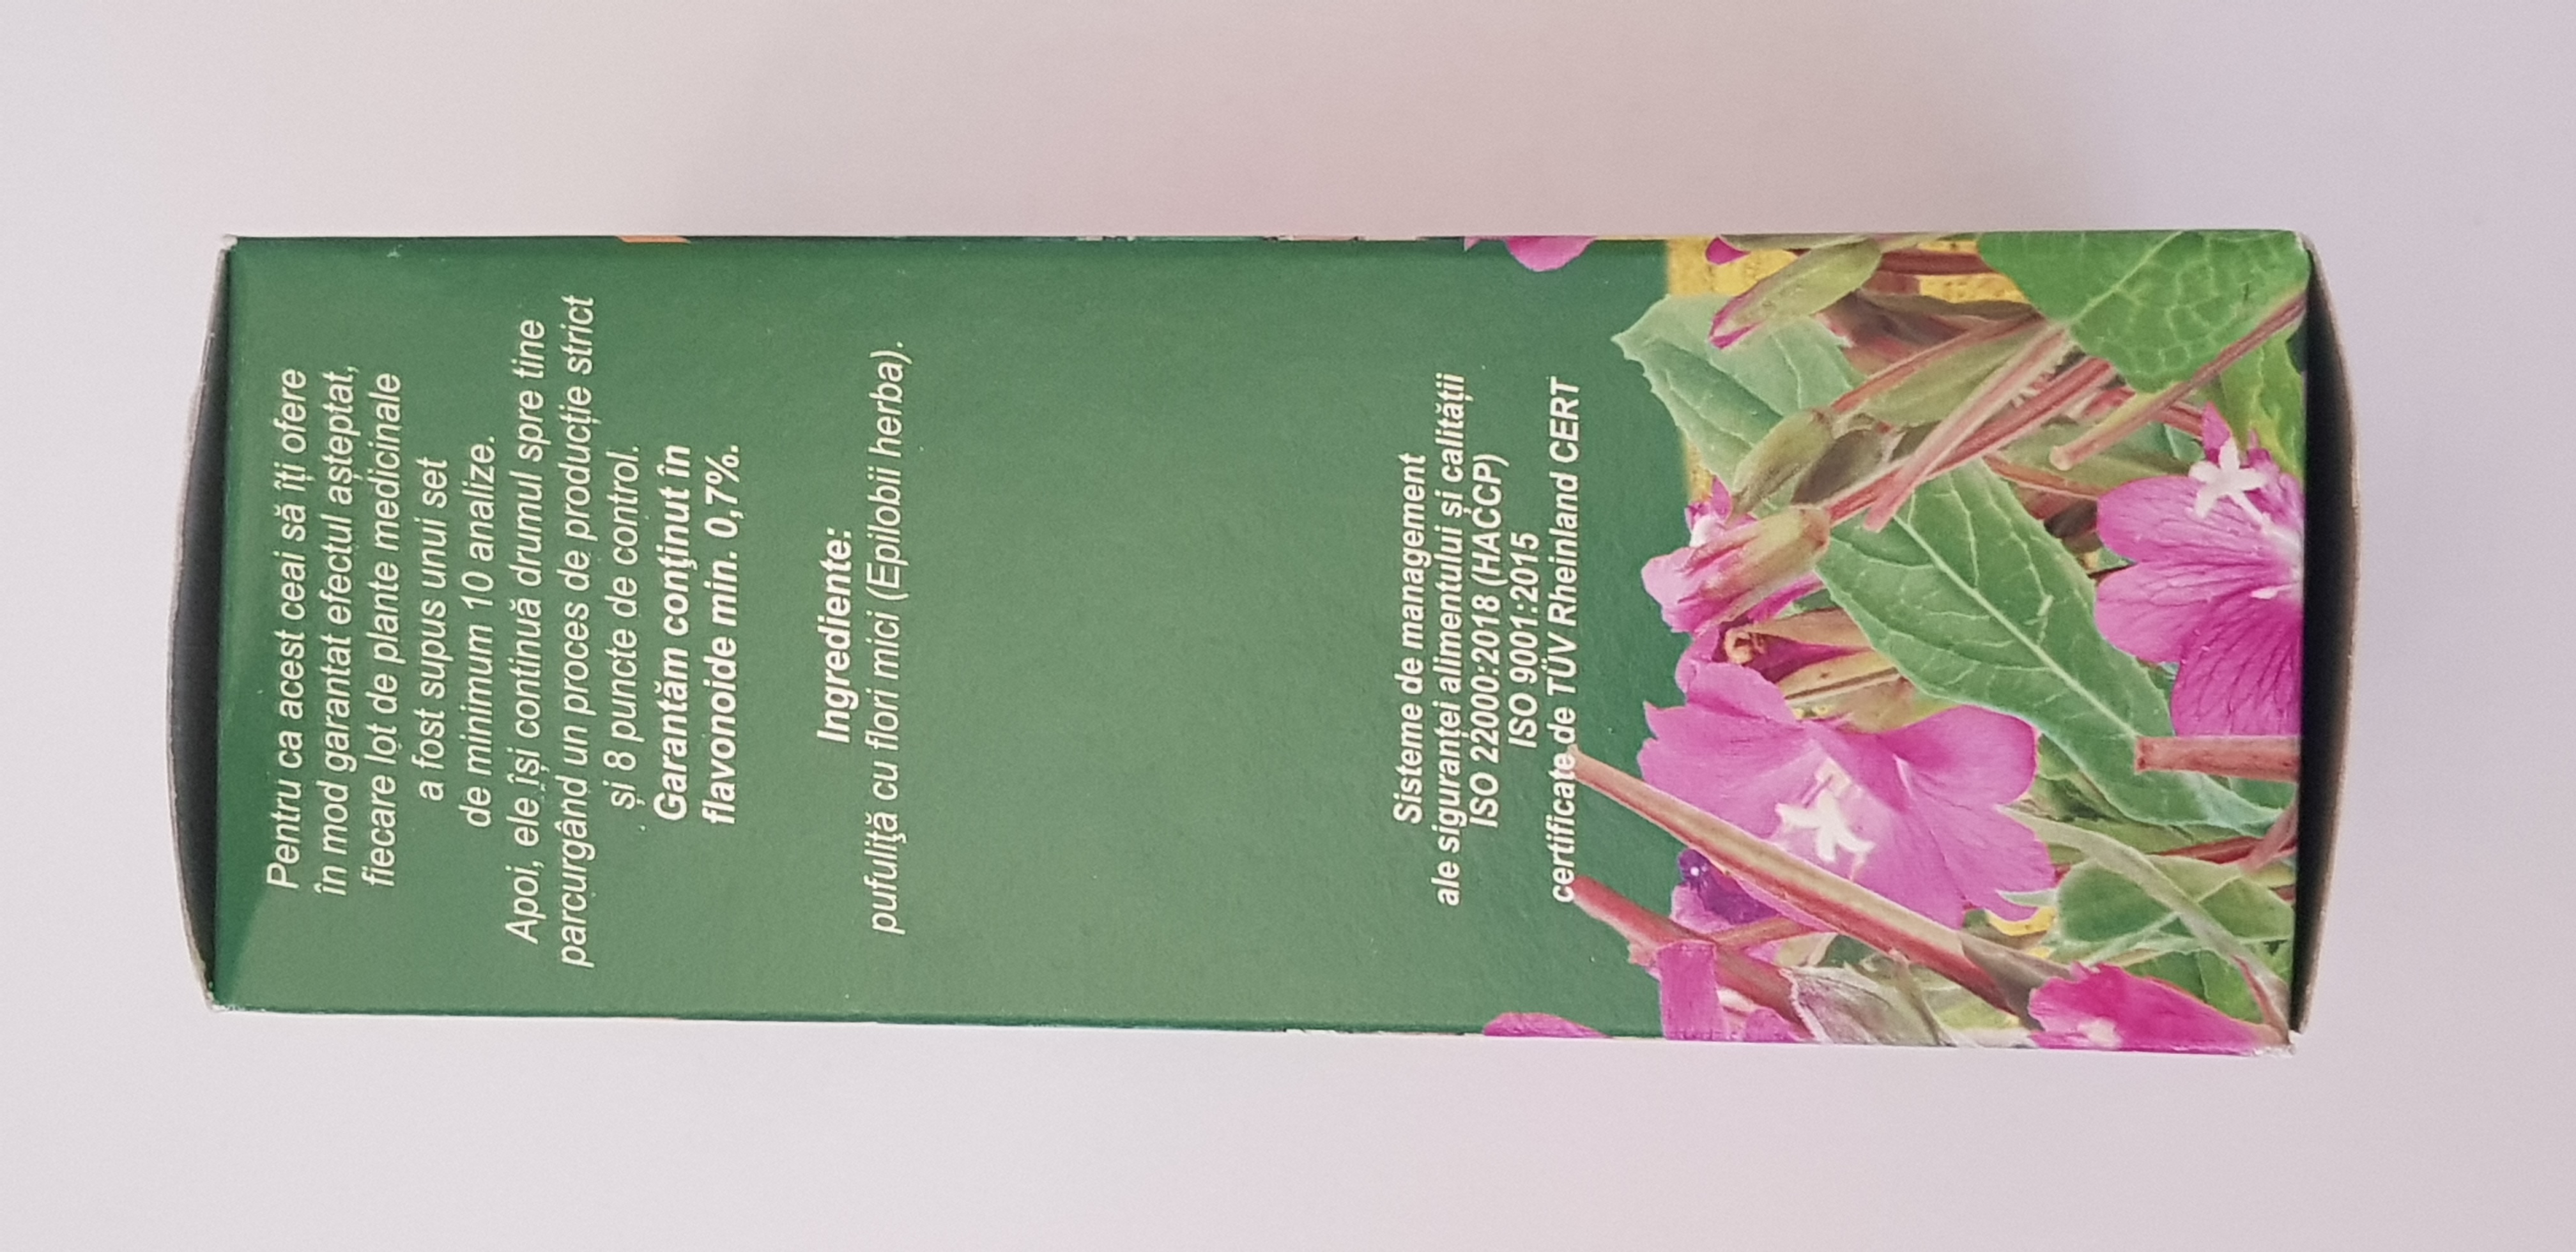 Pentru ca acest ceai să îți ofere
în mod garantat efectul așteptat,
fiecare lot de plante medicinale
a fost supus unui set
de minimum 10 analize.
Apoi, ele își continuă drumul spre tine
parcurgând un proces de producție strict
și 8 puncte de control.
Garantăm conţinut în
flavonoide min. 0,7%.
Ingrediente:
pufuliţă cu flori mici (Epilobii herba).
Sisteme de management
ale siguranței alimentului și calității
ISO 22000:2018 (HACCP)
ISO 9001:2015
certificate de TÜV Rheinland CERT